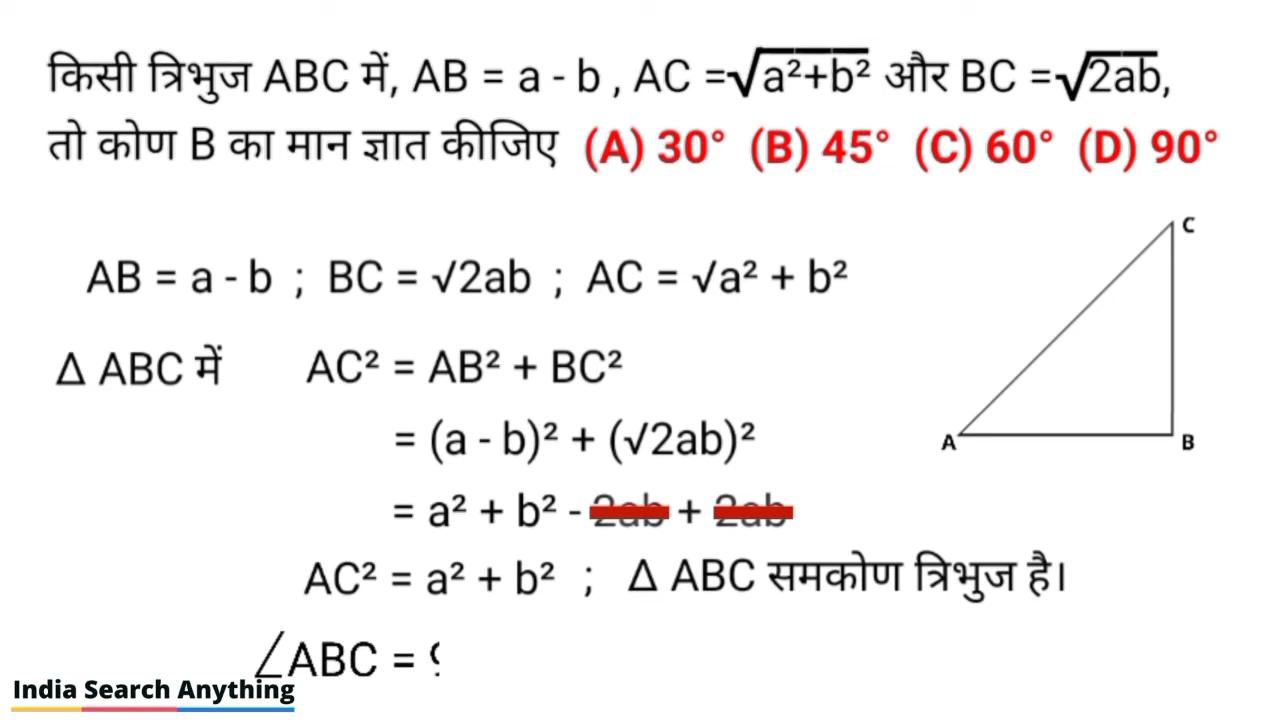 किसी त्रिभुज ABC में, AB = a - b , AC =√a²+b² और BC =√2ab,
तो कोण B का मान ज्ञात कीजिए (A) 30° (B) 45° (C) 60° (D) 90°
C
AB = a - b ; BC = √2ab ; AC = √a² + b²
Δ ABC में AC² = AB² + BC²
= (a - b)² + (√2ab)²
A B
= a² + b² - 2ab + 2ab
AC² = a² + b² ; Δ ABC समकोण त्रिभुज है।
∠ABC =
India Search Anything